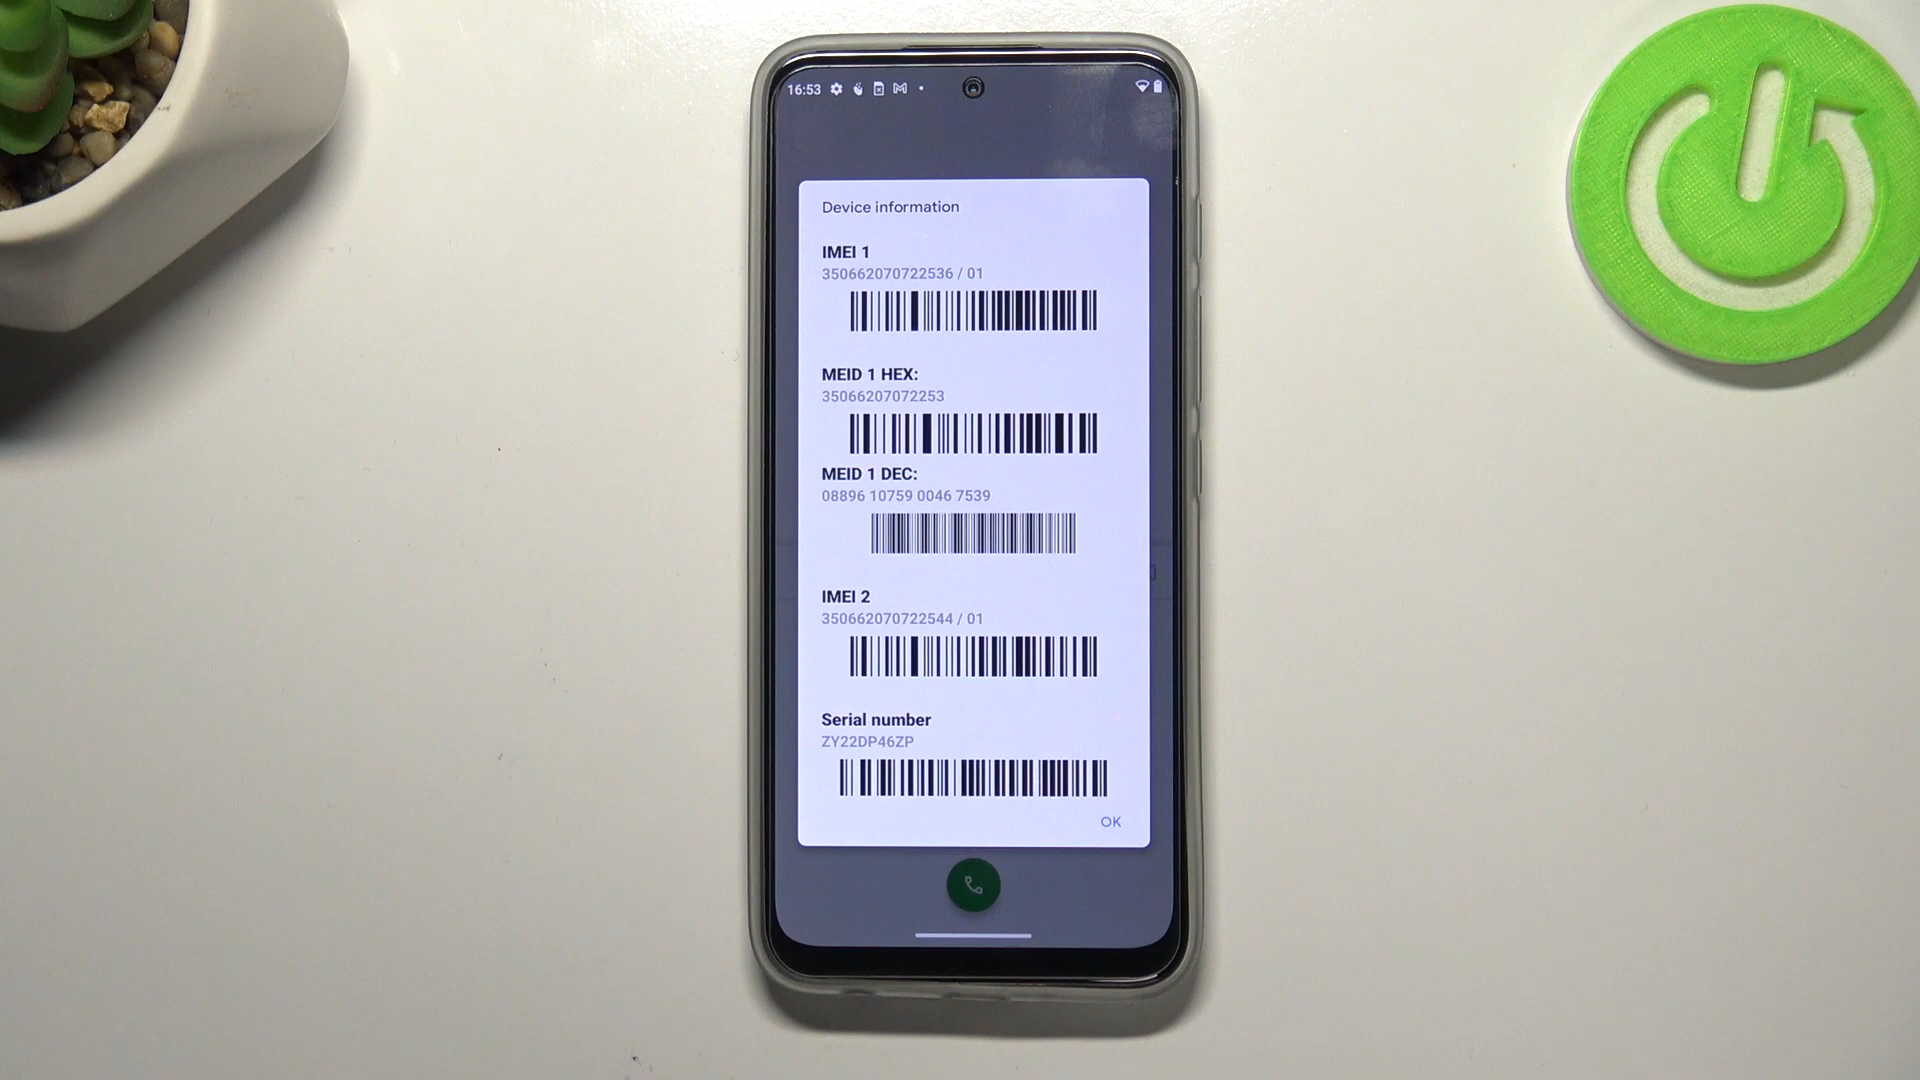 16:53
Device information
IMEI 1
350662070722536 / 01
MEID 1 HEX:
35066207072253
MEID 1 DEC:
08896 10759 0046 7539
IMEI 2
350662070722544 / 01
Serial number
ZY22DP46ZP
OK